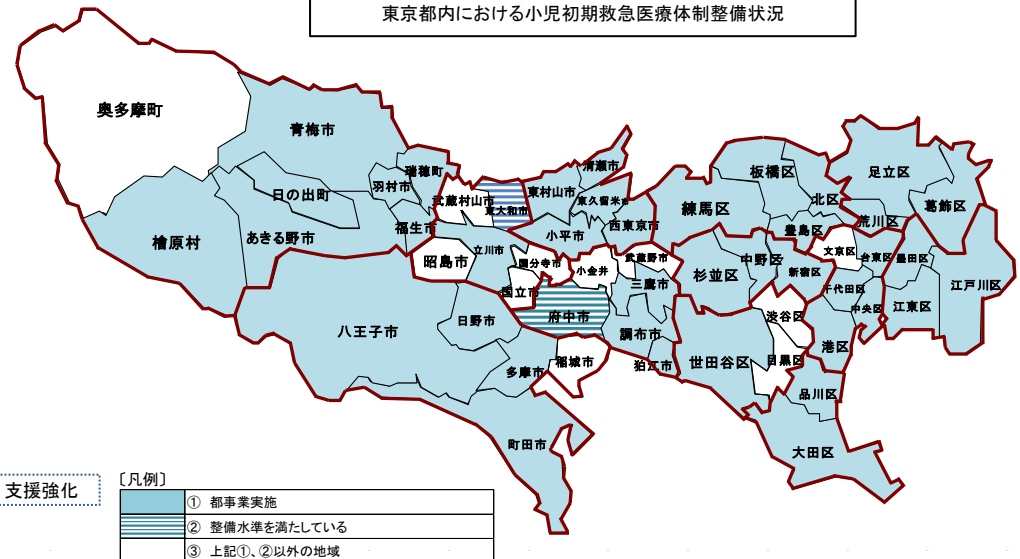 東京都内における小児初期救急医療体制整備状況
奥多摩町
青梅市
瑞穂町
羽村市
日の出町
檜原村
あきる野市
福生市
武蔵村山市
東大和市
東村山市
清瀬市
東久留米市
小平市
西東京市
昭島市
立川市
国分寺市
国立市
小金井
武蔵野市
三鷹市
府中市
調布市
狛江市
八王子市
日野市
多摩市
稲城市
町田市
練馬区
板橋区
北区
豊島区
足立区
荒川区
葛飾区
文京区
台東区
墨田区
江戸川区
杉並区
中野区
新宿区
千代田区
中央区
江東区
渋谷区
港区
世田谷区
目黒区
品川区
大田区
支援強化
〔凡例〕
① 都事業実施
② 整備水準を満たしている
③ 上記①、②以外の地域